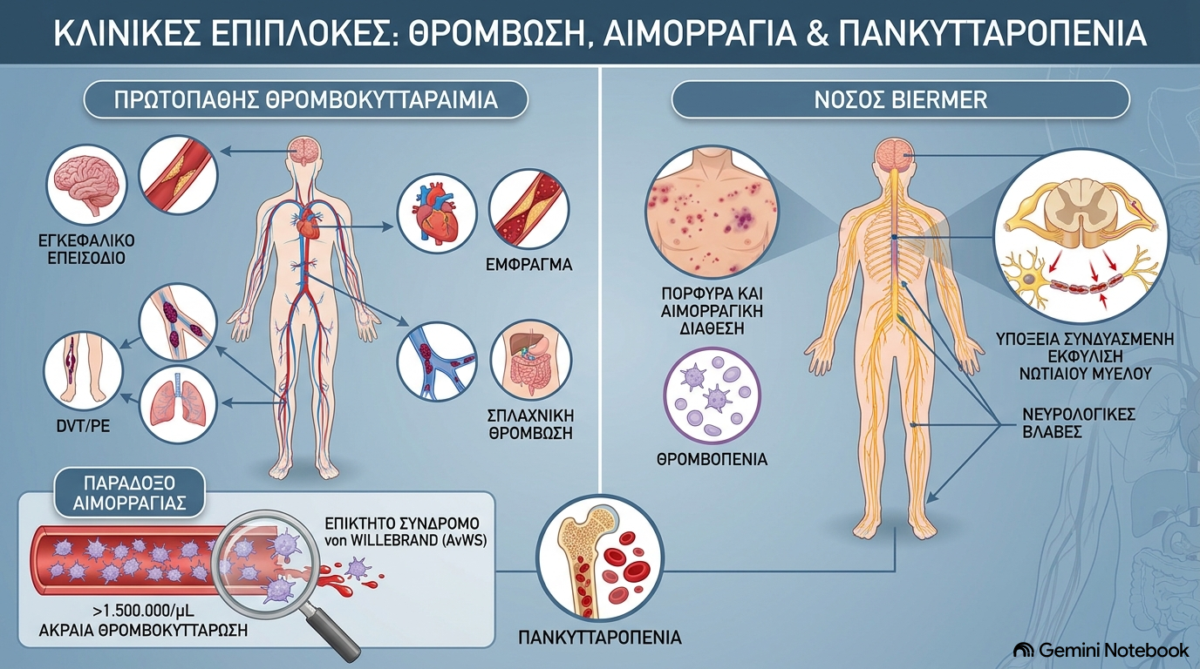 ΚΛΙΝΙΚΕΣ ΕΠΙΠΛΟΚΕΣ: ΘΡΟΜΒΩΣΗ, ΑΙΜΟΡΡΑΓΙΑ & ΠΑΝΚΥΤΤΑΡΟΠΕΝΙΑ
ΠΡΩΤΟΠΑΘΗΣ ΘΡΟΜΒΟΚΥΤΤΑΡΑΙΜΙΑ
ΕΓΚΕΦΑΛΙΚΟ
ΕΠΕΙΣΟΔΙΟ
ΕΜΦΡΑΓΜΑ
DVT/PE
ΣΠΛΑΧΝΙΚΗ
ΘΡΟΜΒΩΣΗ
ΠΑΡΑΔΟΞΟ
ΑΙΜΟΡΡΑΓΙΑΣ
ΕΠΙΚΤΗΤΟ ΣΥΝΔΡΟΜΟ
von WILLEBRAND (AvWS)
>1.500.000/μL
ΑΚΡΑΙΑ ΘΡΟΜΒΟΚΥΤΤΑΡΩΣΗ
ΝΟΣΟΣ BIERMER
ΠΟΡΦΥΡΑ ΚΑΙ
ΑΙΜΟΡΡΑΓΙΚΗ
ΔΙΑΘΕΣΗ
ΘΡΟΜΒΟΠΕΝΙΑ
ΥΠΟΞΕΙΑ ΣΥΝΔΥΑΣΜΕΝΗ
ΕΚΦΥΛΙΣΗ
ΝΩΤΙΑΙΟΥ ΜΥΕΛΟΥ
ΝΕΥΡΟΛΟΓΙΚΕΣ
ΒΛΑΒΕΣ
ΠΑΝΚΥΤΤΑΡΟΠΕΝΙΑ
Gemini Notebook